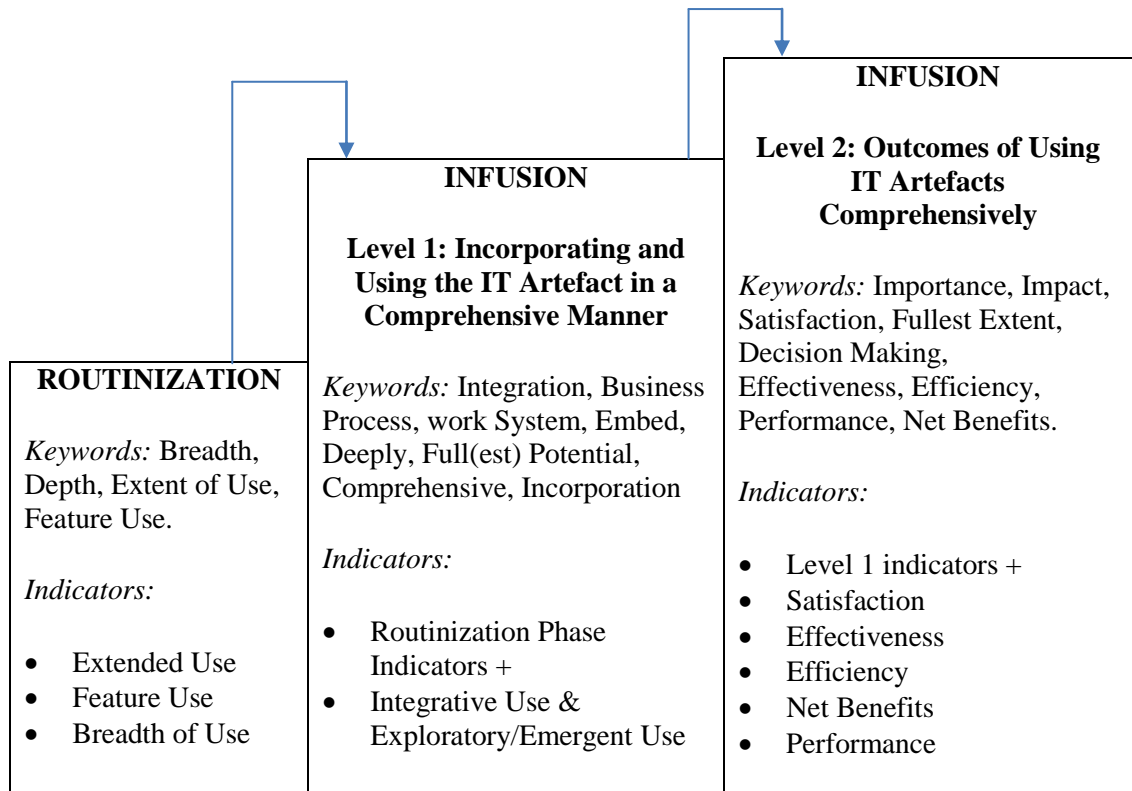 ROUTINIZATION
Keywords: Breadth,
Depth, Extent of Use,
Feature Use.
Indicators:
• Extended Use
• Feature Use
• Breadth of Use
INFUSION
Level 1: Incorporating and
Using the IT Artefact in a
Comprehensive Manner
Keywords: Integration, Business
Process, work System, Embed,
Deeply, Full(est) Potential,
Comprehensive, Incorporation
Indicators:
• Routinization Phase
Indicators +
• Integrative Use &
Exploratory/Emergent Use
INFUSION
Level 2: Outcomes of Using
IT Artefacts
Comprehensively
Keywords: Importance, Impact,
Satisfaction, Fullest Extent,
Decision Making,
Effectiveness, Efficiency,
Performance, Net Benefits.
Indicators:
• Level 1 indicators +
• Satisfaction
• Effectiveness
• Efficiency
• Net Benefits
• Performance